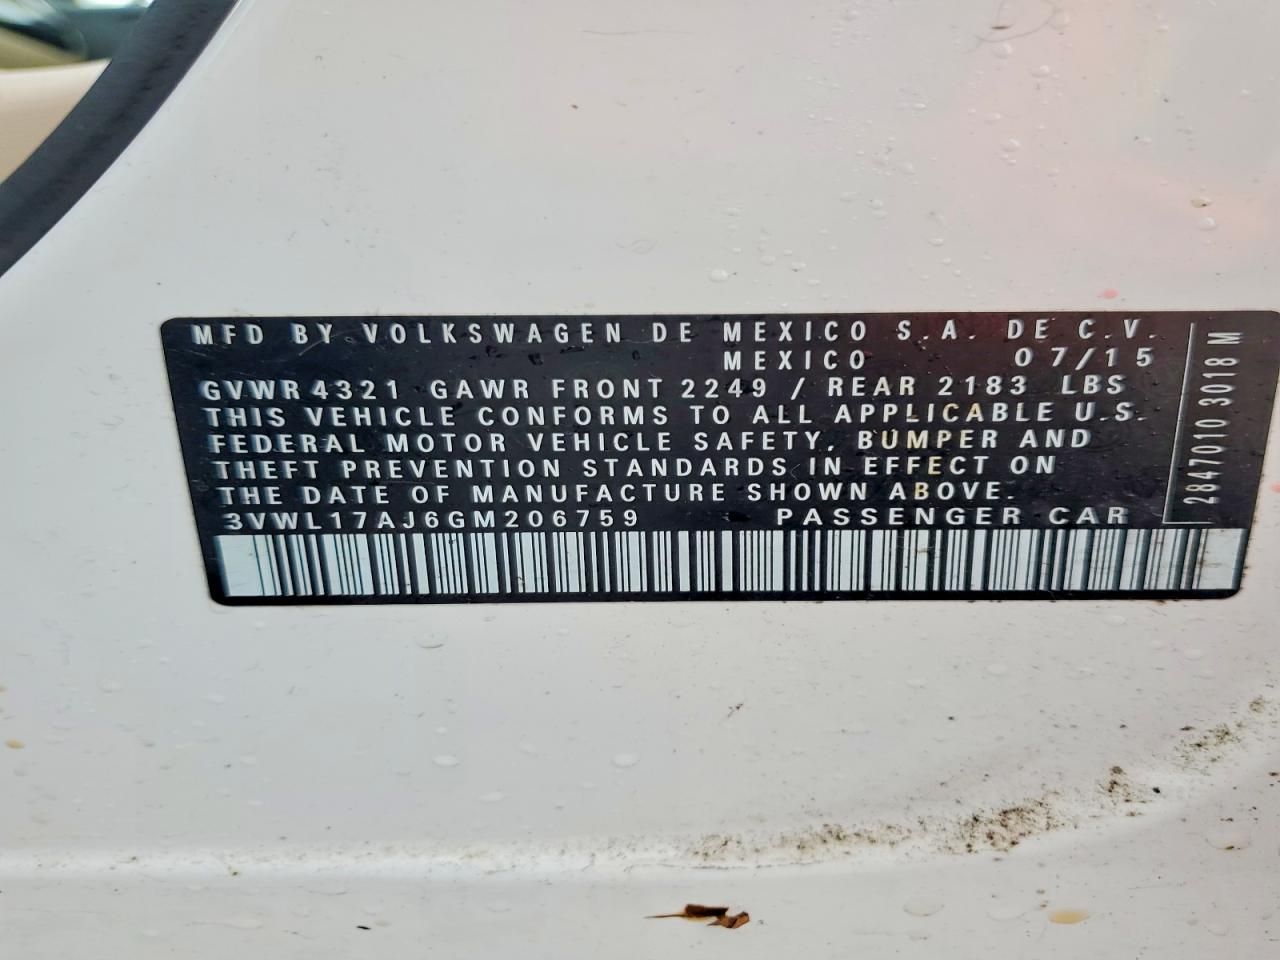 MFD BY VOLKSWAGEN DE MEXICO S.A. DE C.V.
MEXICO 07/15
GVWR 4321 GAWR FRONT 2249 / REAR 2183 LBS
THIS VEHICLE CONFORMS TO ALL APPLICABLE U.S.
FEDERAL MOTOR VEHICLE SAFETY, BUMPER AND
THEFT PREVENTION STANDARDS IN EFFECT ON
THE DATE OF MANUFACTURE SHOWN ABOVE.
3VWL17AJ6GM206759 PASSENGER CAR
2847010 3018 M